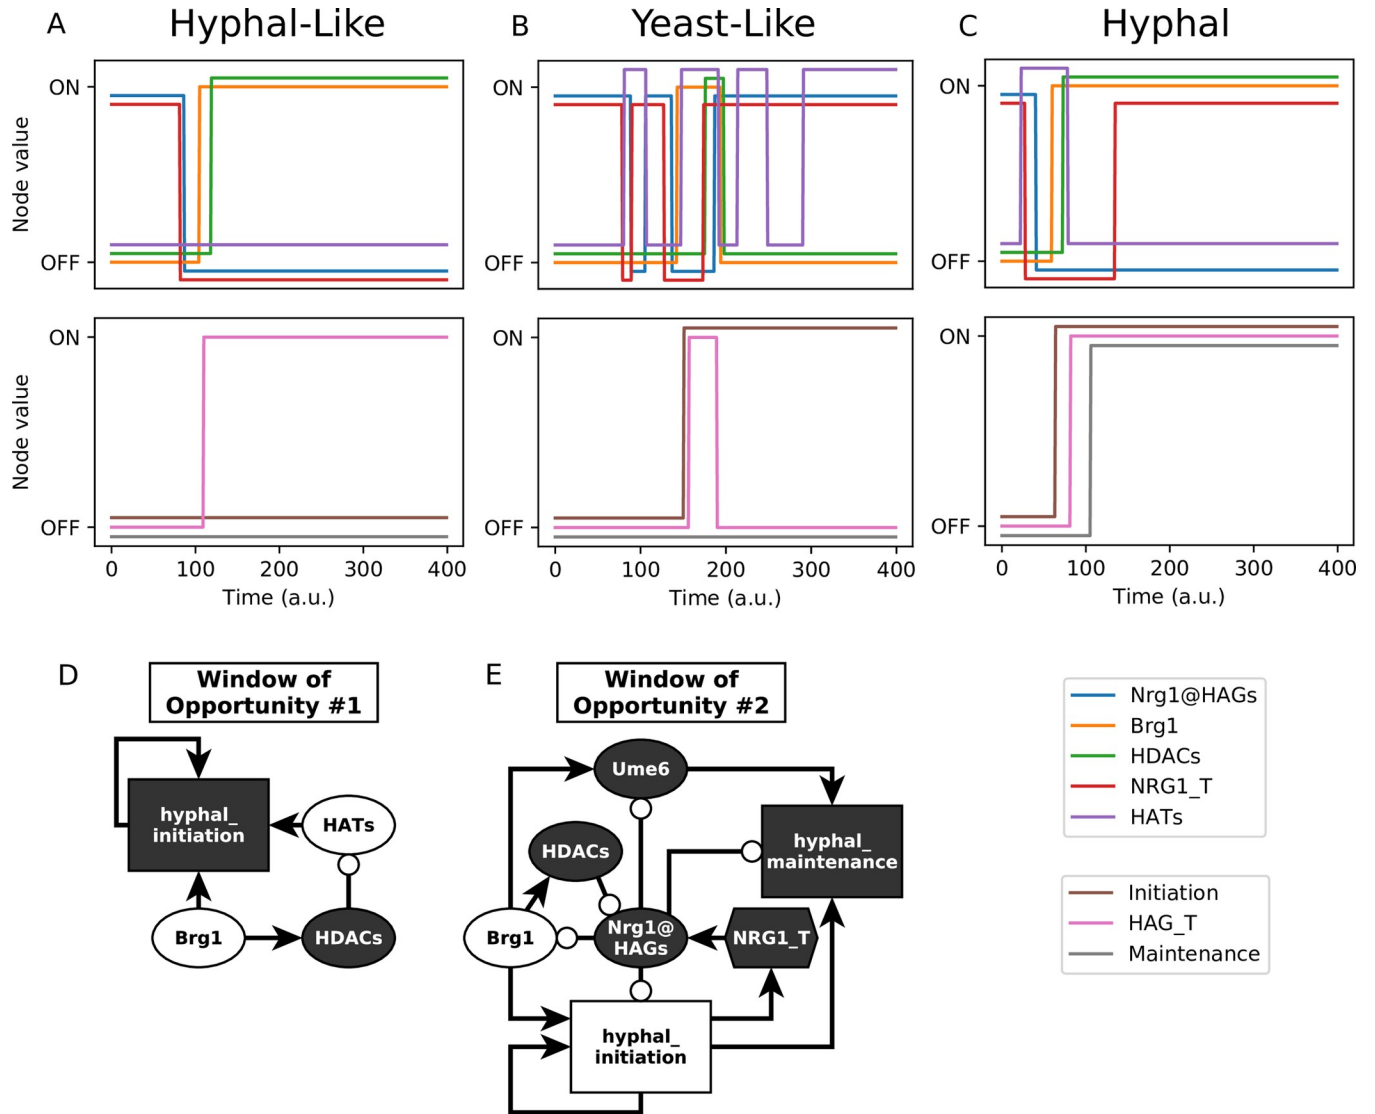 A Hyphal-Like B Yeast-Like C Hyphal
ON
OFF
Node value
ON
OFF
Node value
0 100 200 300 400
Time (a.u.)
0 100 200 300 400
Time (a.u.)
0 100 200 300 400
Time (a.u.)
ON
OFF
ON
OFF
ON
OFF
ON
OFF
D
Window of
Opportunity #1
hyphal_
initiation
HATs
Brg1
HDACs
E
Window of
Opportunity #2
Ume6
HDACs
hyphal_
maintenance
Brg1
Nrg1@
HAGs
NRG1_T
hyphal_
initiation
Nrg1@HAGs
Brg1
HDACs
NRG1_T
HATs
Initiation
HAG_T
Maintenance